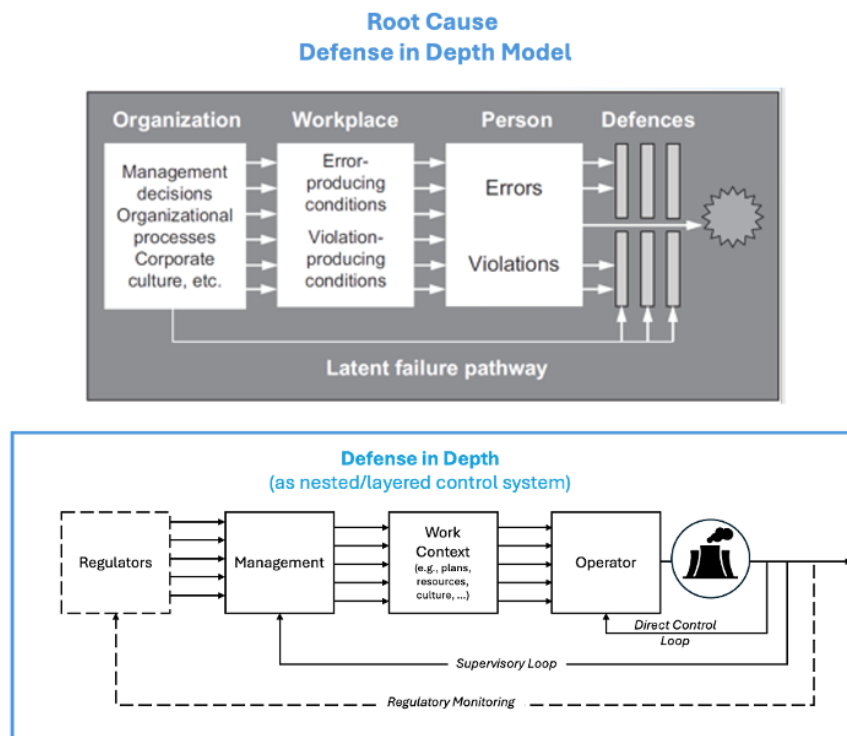 Root Cause
Defense in Depth Model
Organization Workplace Person Defences
Management
decisions
Organizational
processes
Corporate
culture, etc.
Error-
producing
conditions
Violation-
producing
conditions
Errors
Violations
Latent failure pathway
Defense in Depth
(as nested/layered control system)
Regulators
Management
Work
Context
(e.g., plans,
resources,
culture, ...)
Operator
Direct Control
Loop
Supervisory Loop
Regulatory Monitoring